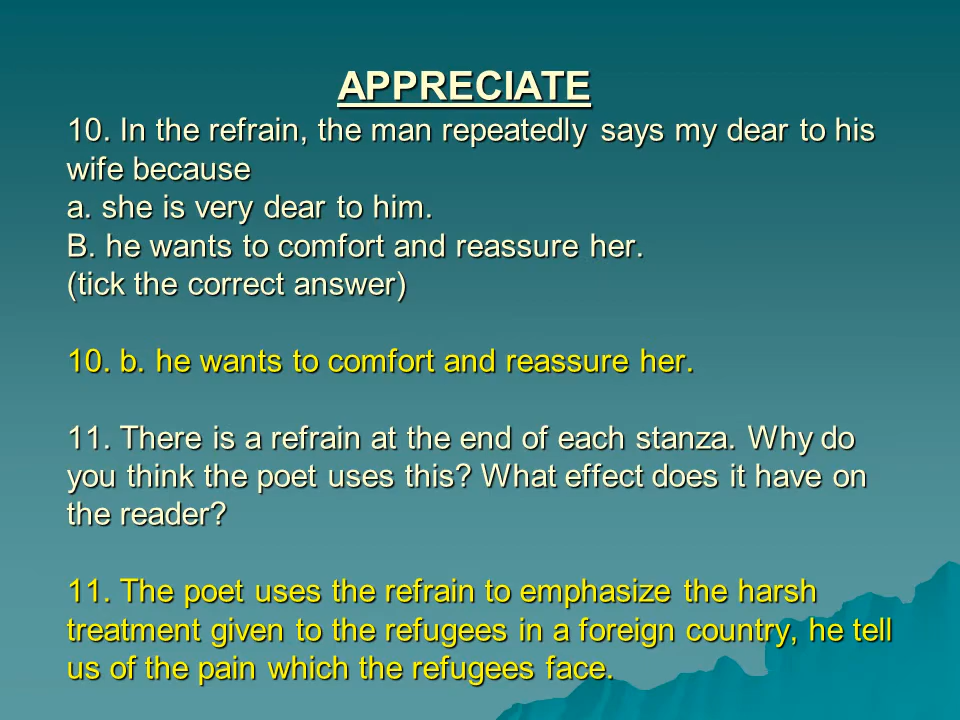 APPRECIATE
10. In the refrain, the man repeatedly says my dear to his
wife because
a. she is very dear to him.
B. he wants to comfort and reassure her.
(tick the correct answer)
10. b. he wants to comfort and reassure her.
11. There is a refrain at the end of each stanza. Why do
you think the poet uses this? What effect does it have on
the reader?
11. The poet uses the refrain to emphasize the harsh
treatment given to the refugees in a foreign country, he tell
us of the pain which the refugees face.